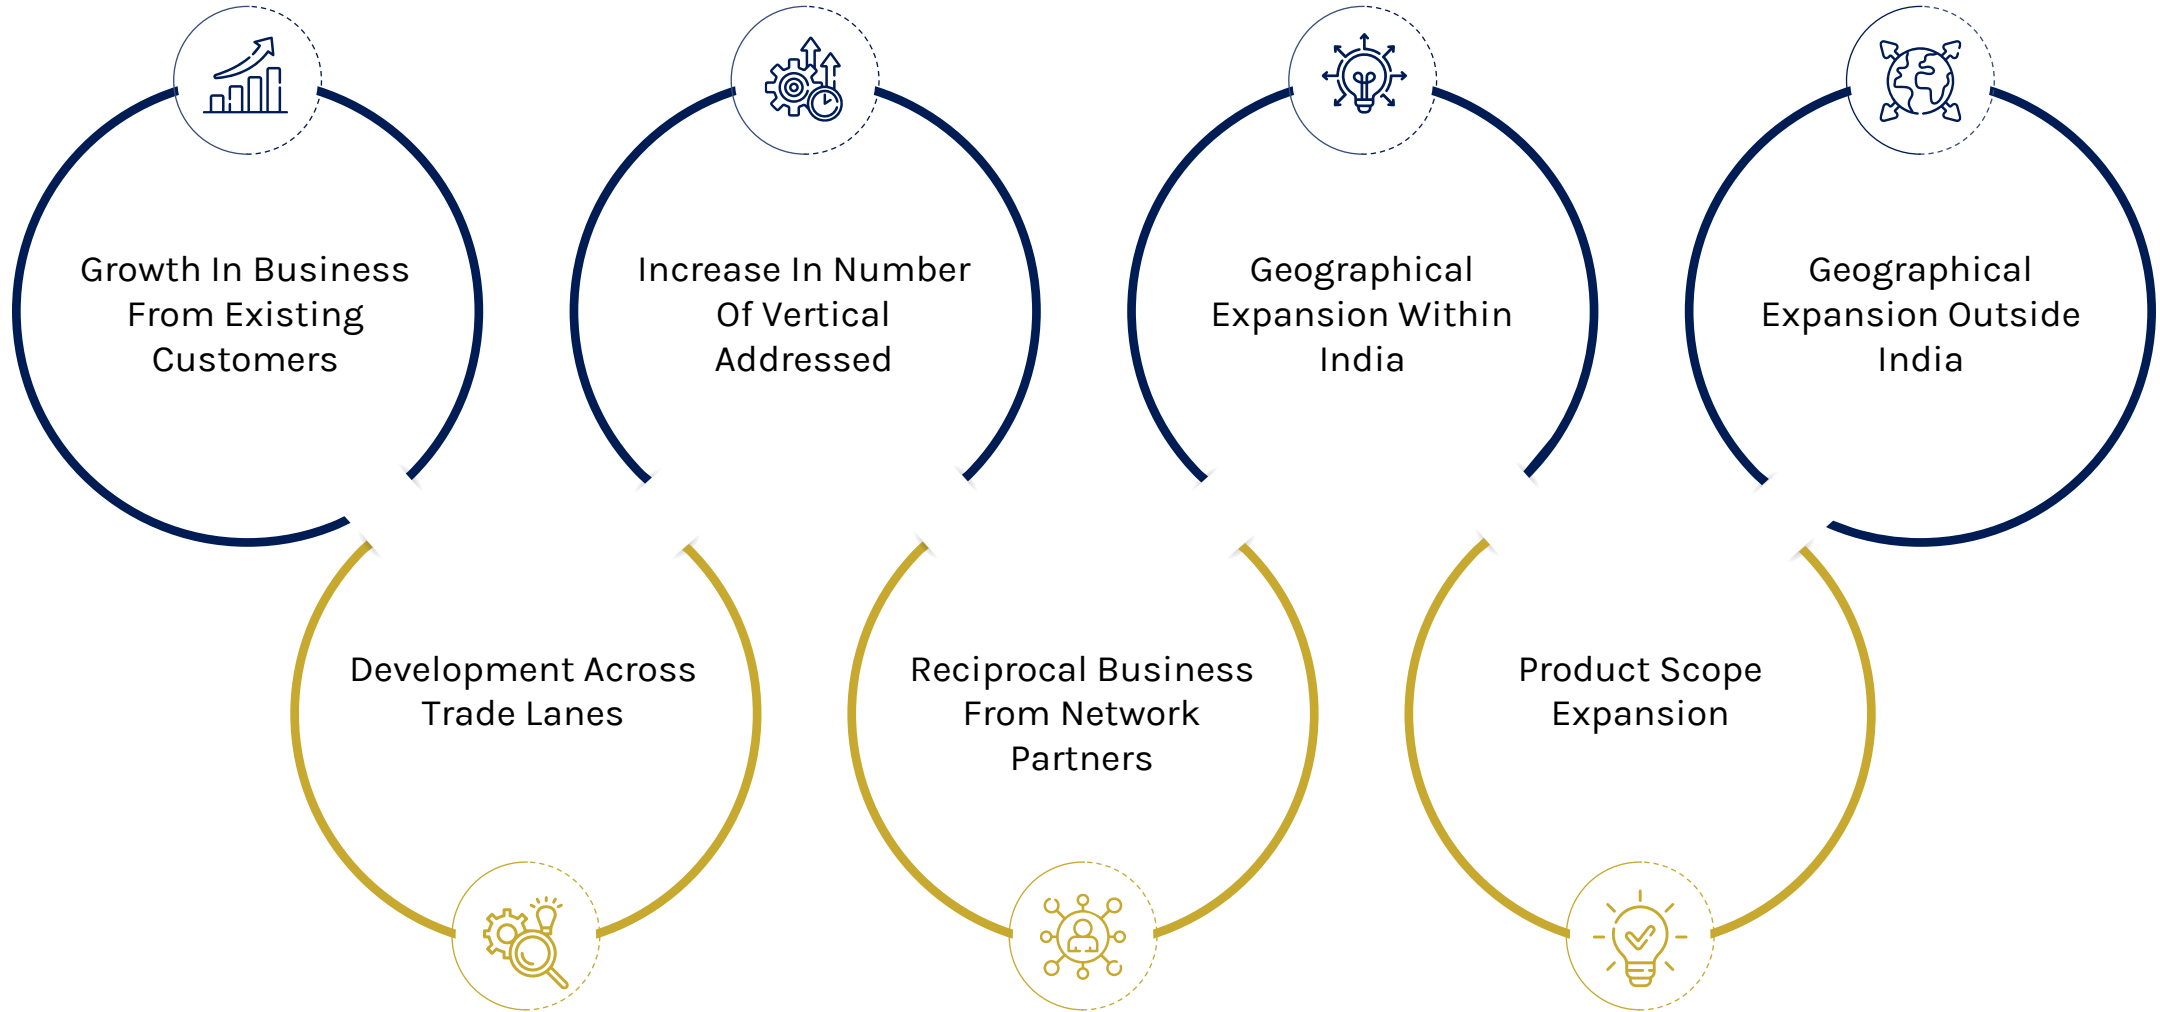 Growth In Business
From Existing
Customers
Increase In Number
Of Vertical
Addressed
Geographical
Expansion Within
India
Geographical
Expansion Outside
India
Development Across
Trade Lanes
Reciprocal Business
From Network
Partners
Product Scope
Expansion